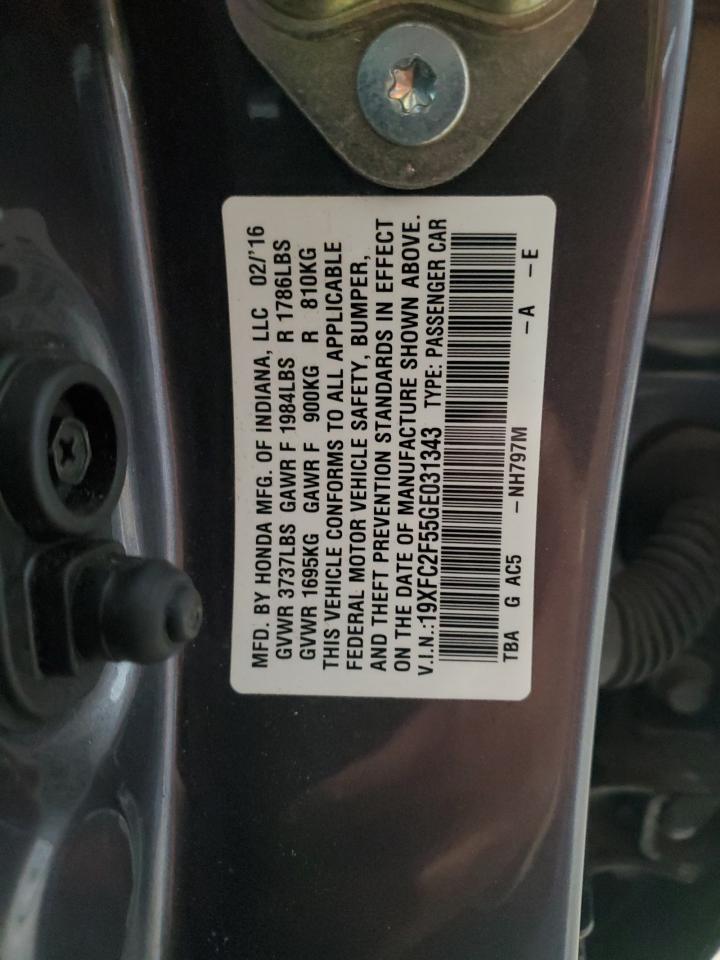 MFD. BY HONDA MFG. OF INDIANA, LLC 02/'16
GVWR 3737LBS GAWR F 1984LBS R 1786LBS
GVWR 1695KG GAWR F 900KG R 810KG
THIS VEHICLE CONFORMS TO ALL APPLICABLE
FEDERAL MOTOR VEHICLE SAFETY, BUMPER,
AND THEFT PREVENTION STANDARDS IN EFFECT
ON THE DATE OF MANUFACTURE SHOWN ABOVE.
V.I.N.:19XFC2F55GE031343 TYPE: PASSENGER CAR
TBA G AC5 -NH797M -A -E